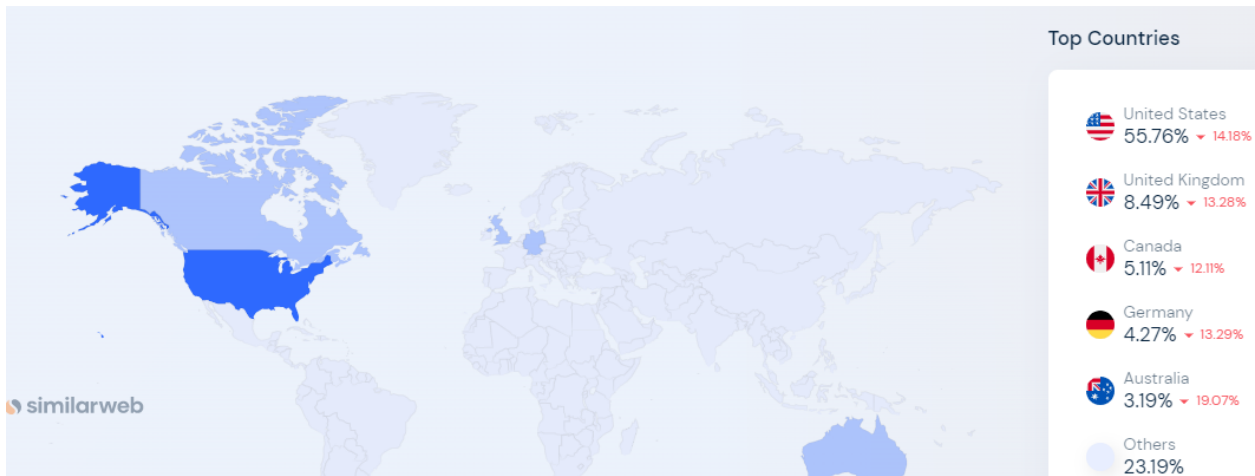 Top Countries
United States
55.76% 14.18%
United Kingdom
8.49% 13.28%
Canada
5.11% 12.11%
Germany
4.27% 13.29%
Australia
3.19% 19.07%
Others
23.19%
similarweb